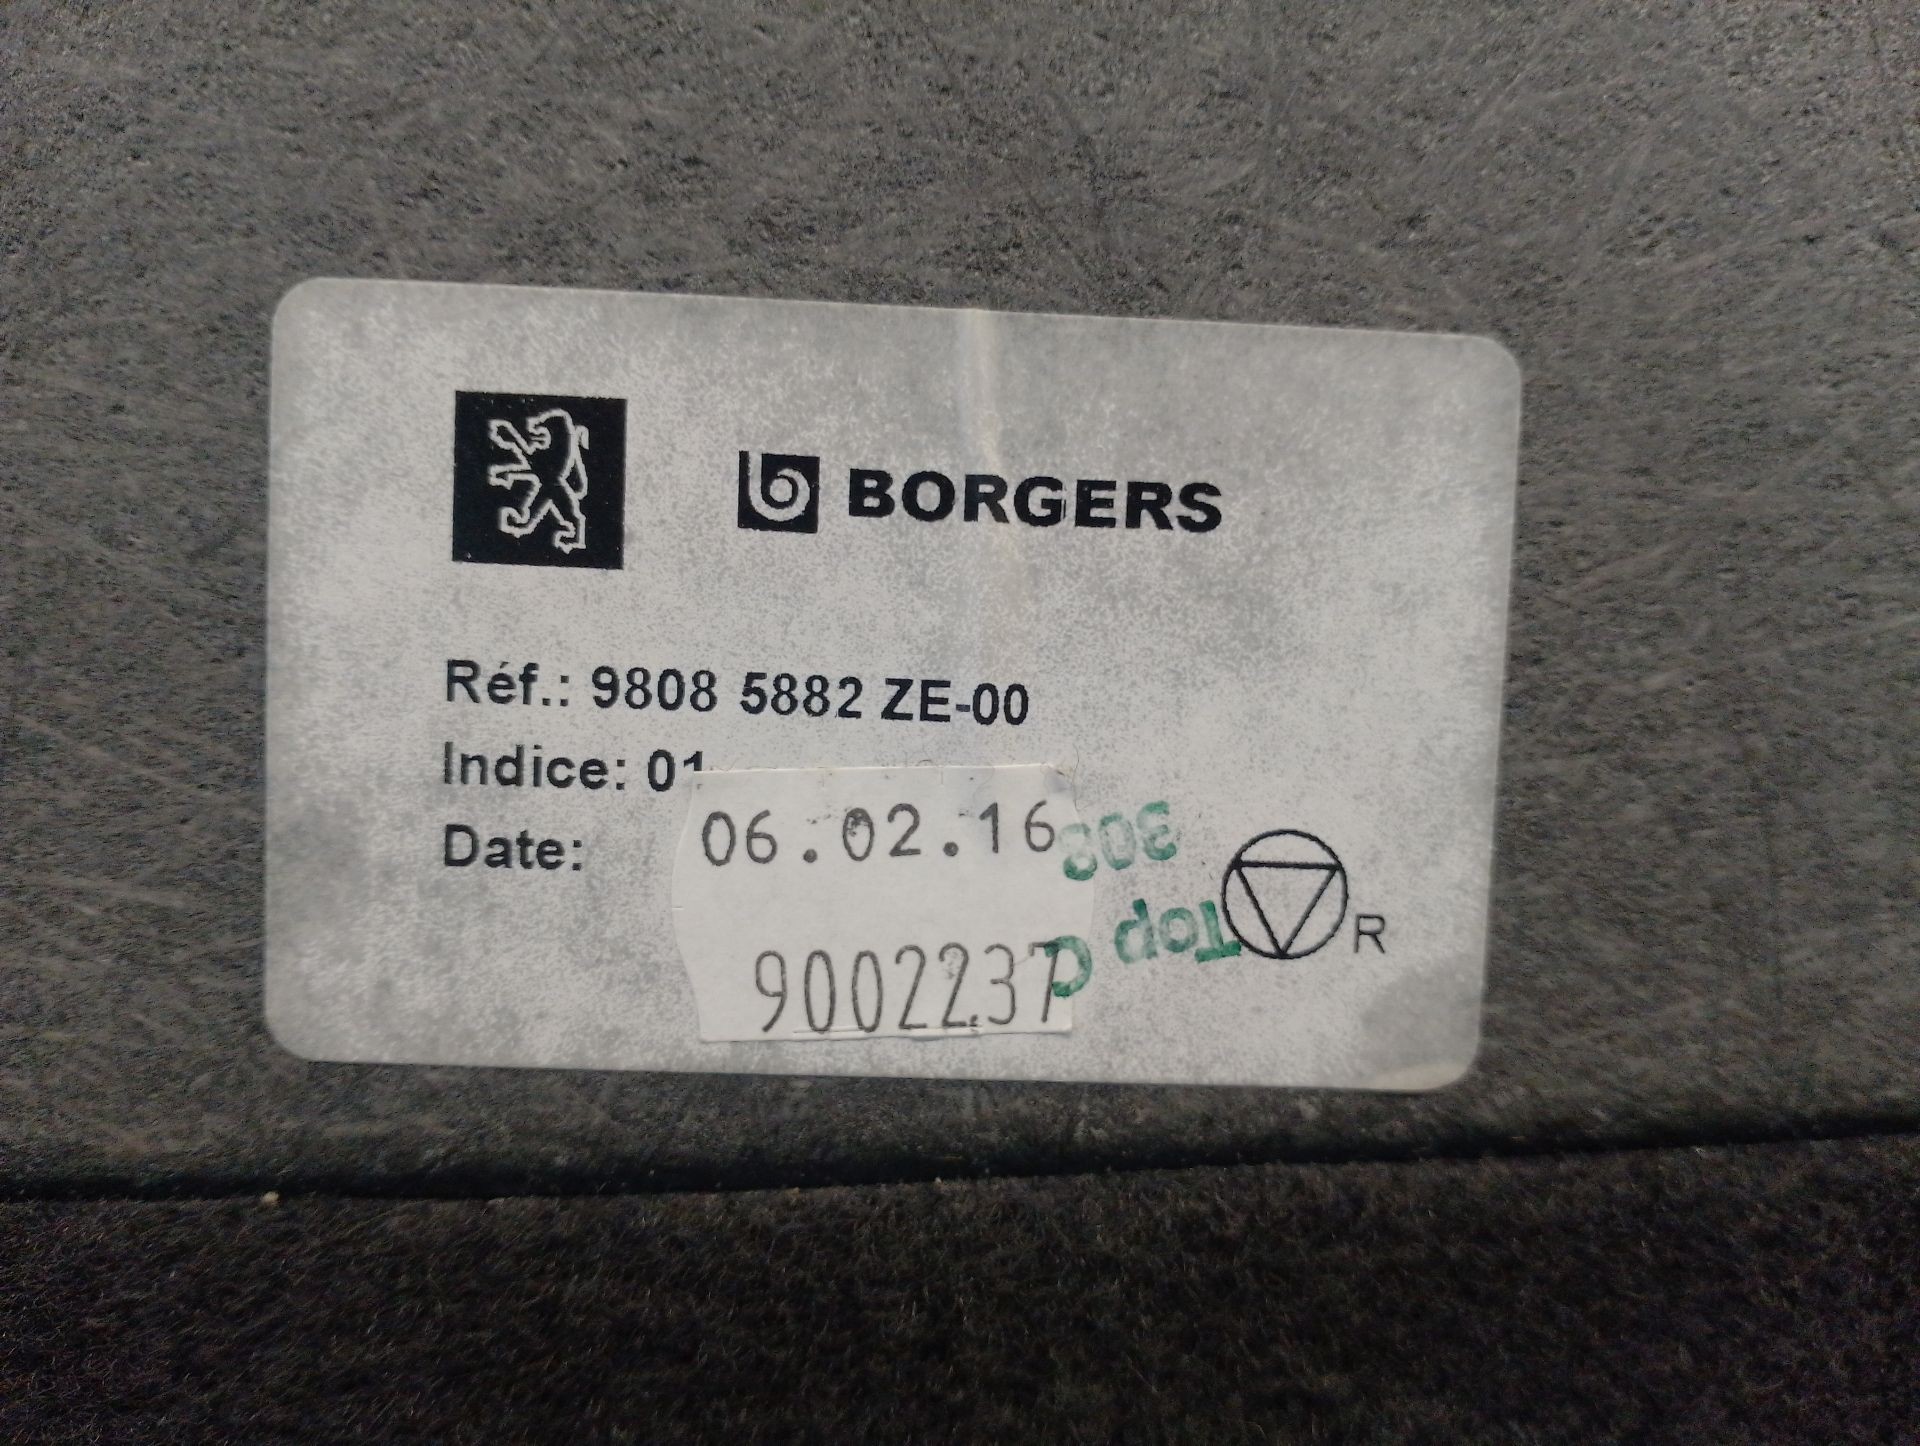 BORGERS
Réf.: 9808 5882 ZE-00
Indice: 01
Date:
06.02.16
9002237
R
Top C
308